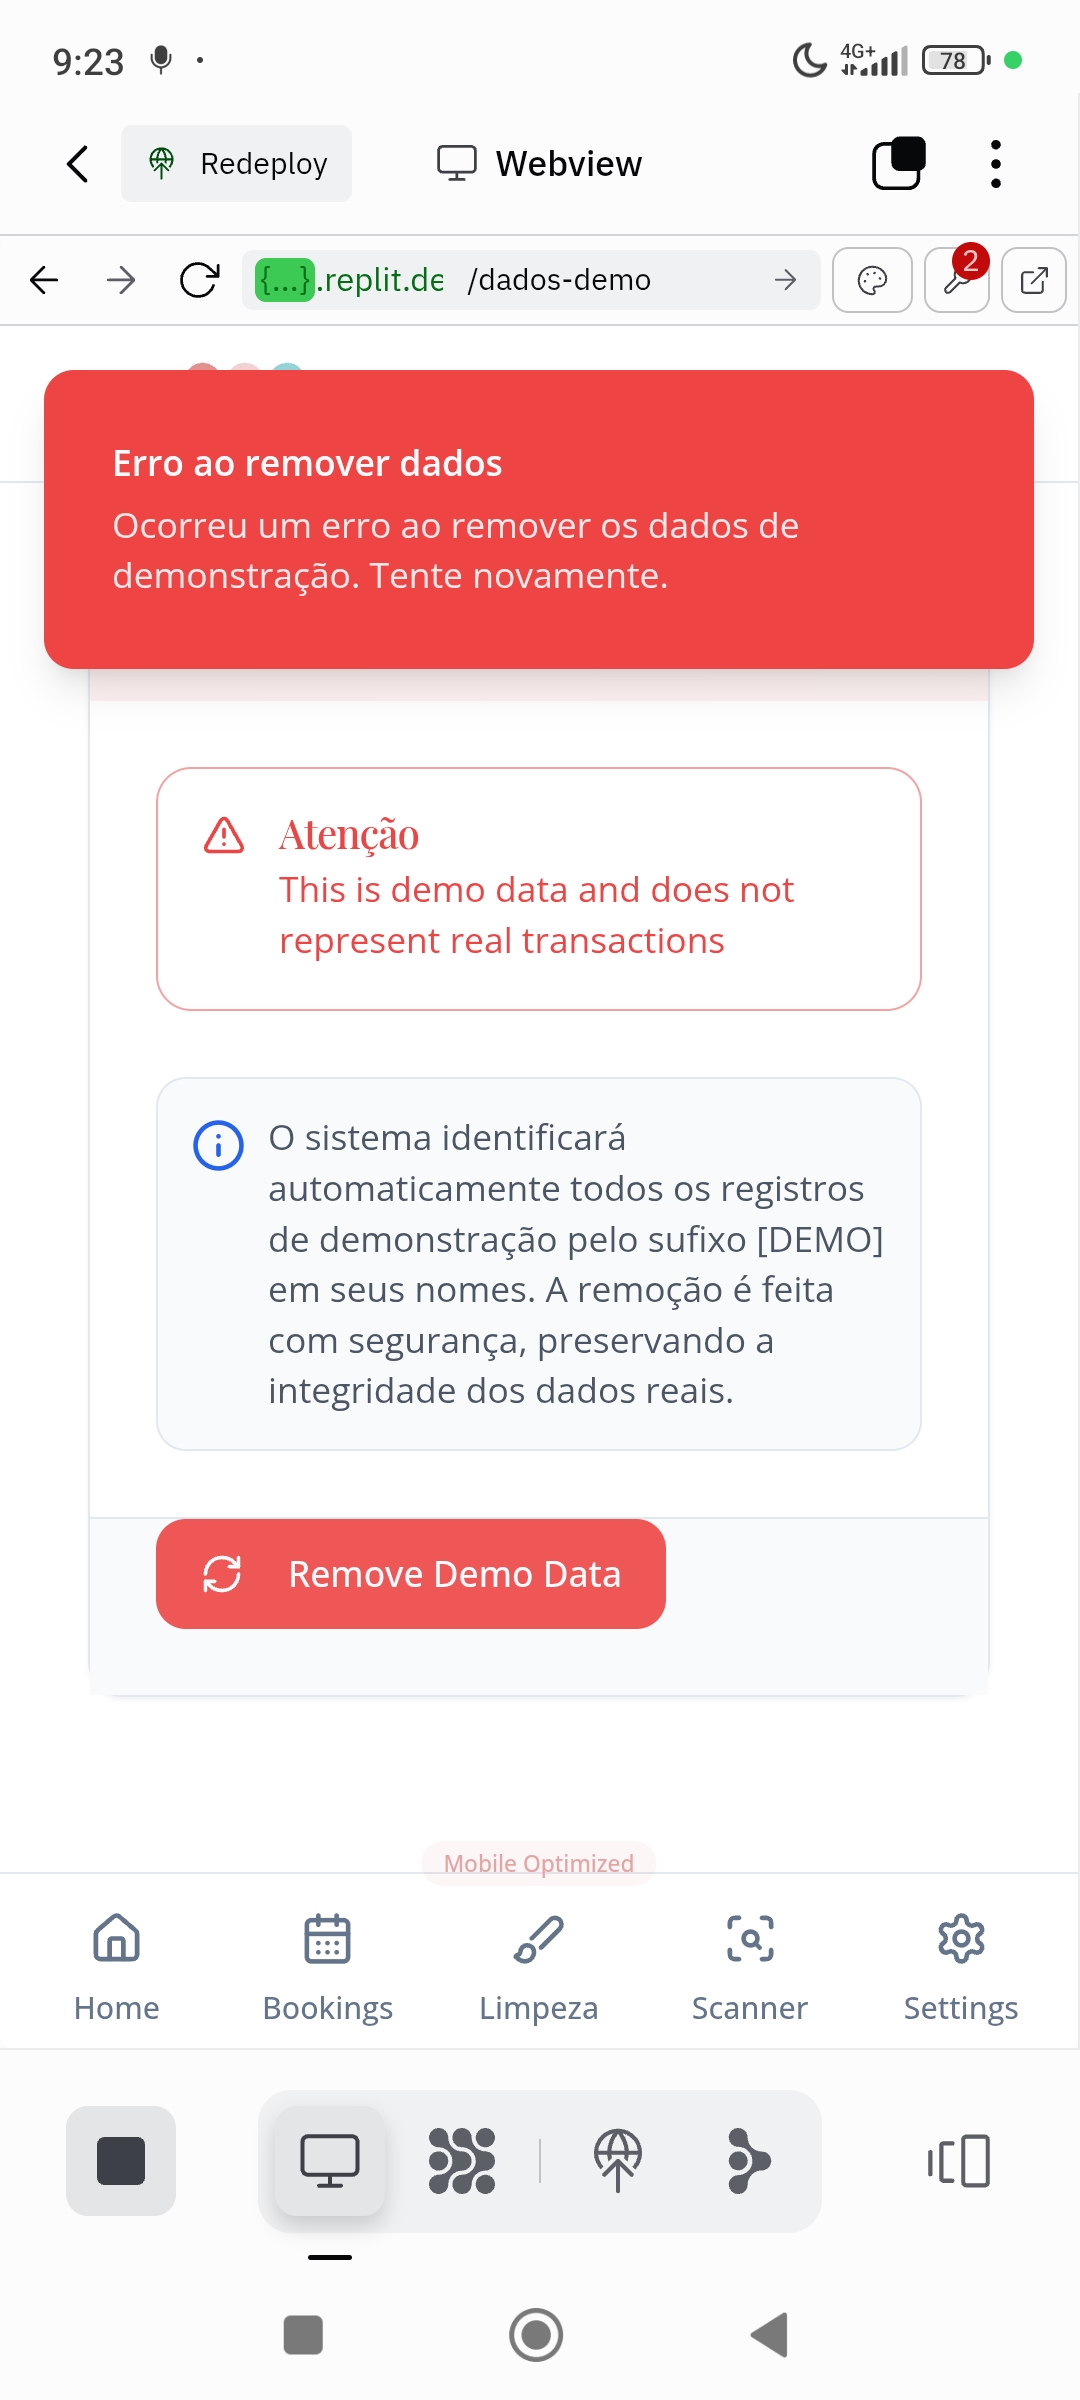 9:23
4G+
78
Redeploy
Webview
{...}.replit.de /dados-demo
2
Erro ao remover dados
Ocorreu um erro ao remover os dados de
demonstração. Tente novamente.
Atenção
This is demo data and does not
represent real transactions
O sistema identificará
automaticamente todos os registros
de demonstração pelo sufixo [DEMO]
em seus nomes. A remoção é feita
com segurança, preservando a
integridade dos dados reais.
Remove Demo Data
Mobile Optimized
Home
Bookings
Limpeza
Scanner
Settings